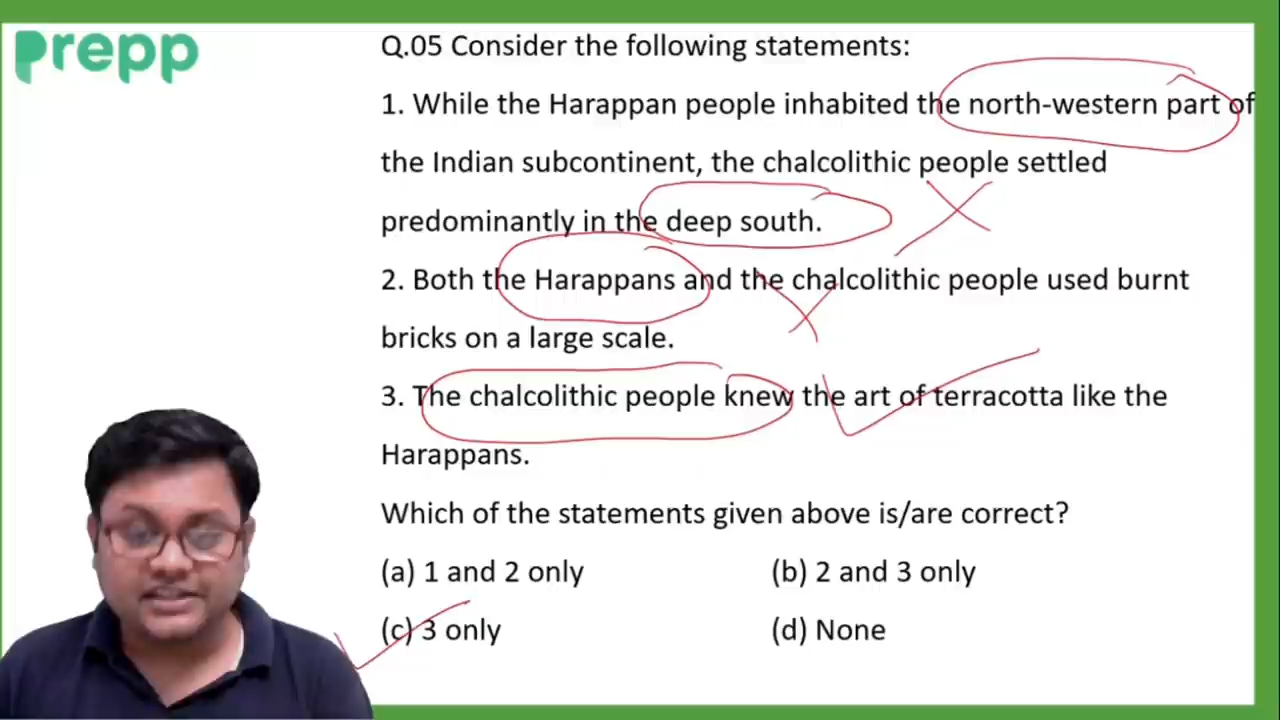 prepp
Q.05 Consider the following statements:
1. While the Harappan people inhabited the north-western part of
the Indian subcontinent, the chalcolithic people settled
predominantly in the deep south.
2. Both the Harappans and the chalcolithic people used burnt
bricks on a large scale.
3. The chalcolithic people knew the art of terracotta like the
Harappans.
Which of the statements given above is/are correct?
(a) 1 and 2 only (b) 2 and 3 only
(c) 3 only (d) None